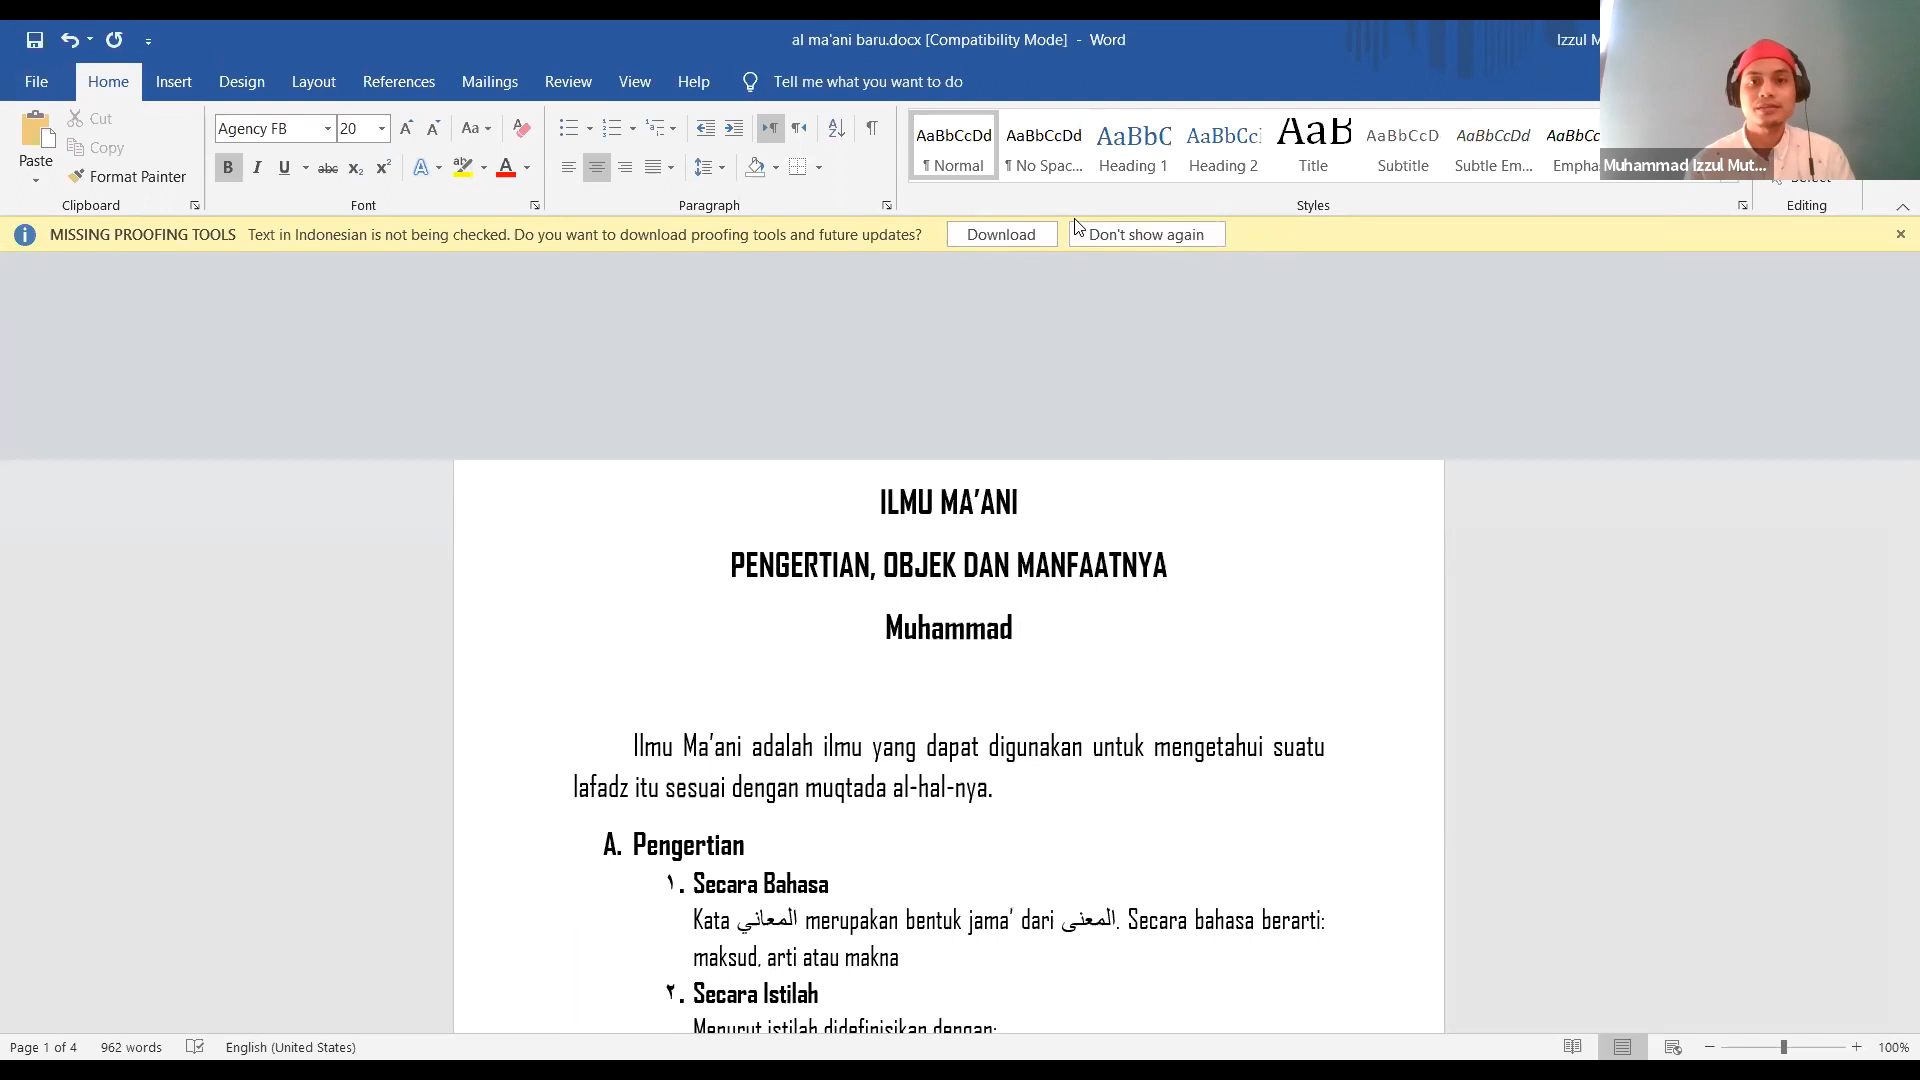 al ma'ani baru.docx [Compatibility Mode] - Word
Izzul M
File Home Insert Design Layout References Mailings Review View Help Tell me what you want to do
Paste
Cut
Copy
Format Painter
Clipboard
Agency FB 20
Font
Paragraph
AaBbCcDd AaBbCcDd AaBbC AaBbCcI AaB AaBbCcD AaBbCcDd AaBbCc
¶ Normal ¶ No Spac... Heading 1 Heading 2 Title Subtitle Subtle Em... Empha
Styles
Editing
Muhammad Izzul Mut...
MISSING PROOFING TOOLS Text in Indonesian is not being checked. Do you want to download proofing tools and future updates? Download Don't show again
ILMU MA'ANI
PENGERTIAN, OBJEK DAN MANFAATNYA
Muhammad
Ilmu Ma'ani adalah ilmu yang dapat digunakan untuk mengetahui suatu
lafadz itu sesuai dengan muqtada al-hal-nya.
A. Pengertian
١. Secara Bahasa
Kata المعاني merupakan bentuk jama' dari المعنى. Secara bahasa berarti:
maksud, arti atau makna
٢. Secara Istilah
Menurut istilah didefinisikan dengan:
Page 1 of 4 962 words English (United States) 100%